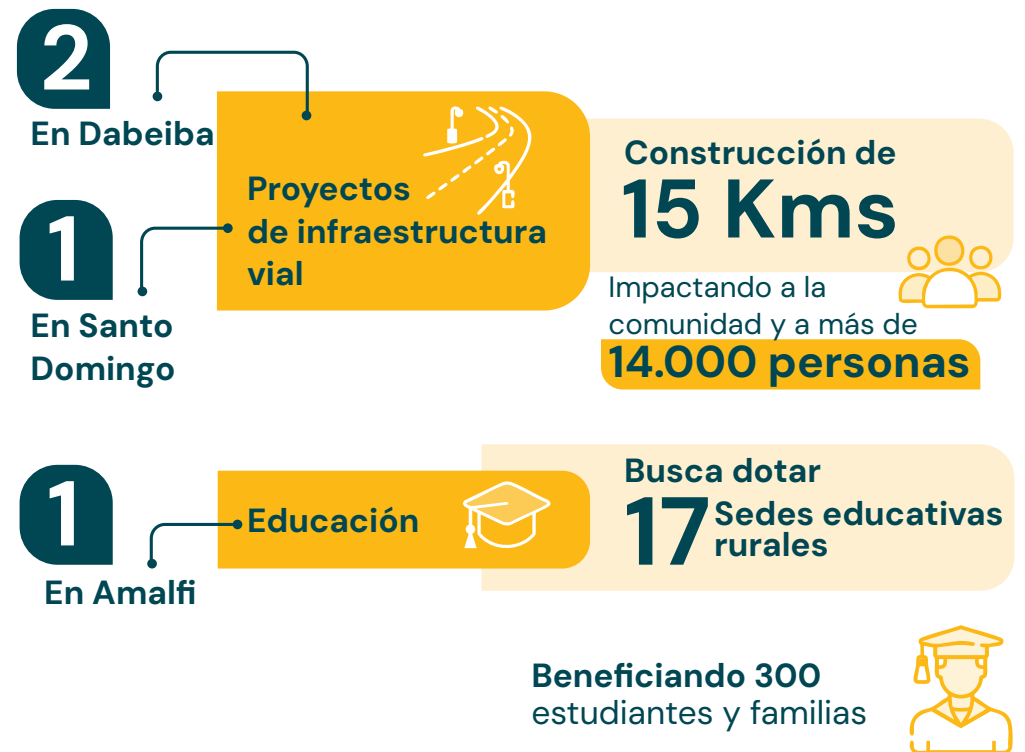 2
En Dabeiba
1
En Santo
Domingo
Proyectos
de infraestructura
vial
Construcción de
15 Kms
Impactando a la
comunidad y a más de
14.000 personas
1
En Amalfi
Educación
Busca dotar
17 Sedes educativas
rurales
Beneficiando 300
estudiantes y familias